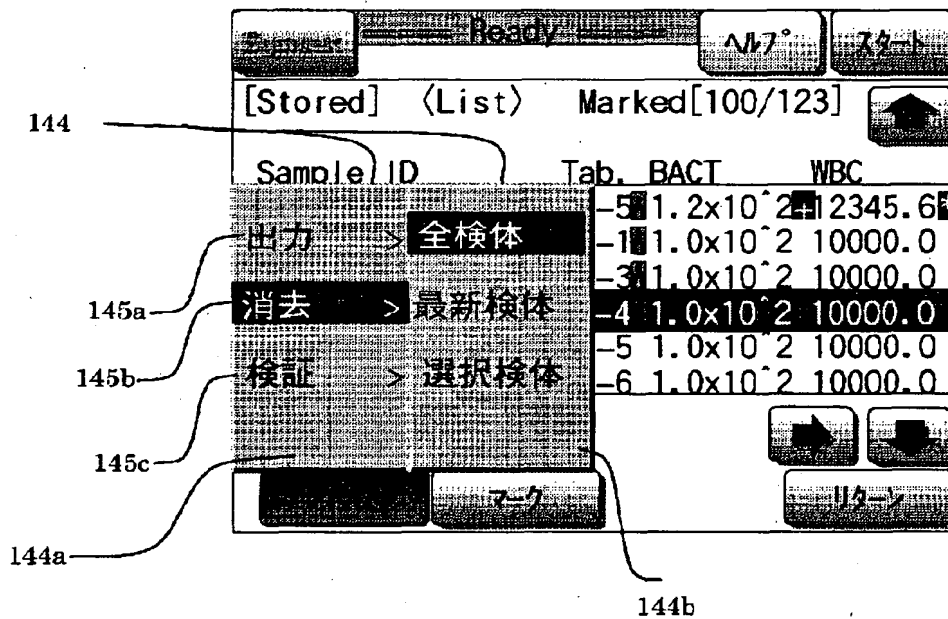 Ready ヘルプ スタート
[Stored] 〈List〉 Marked[100/123]
144
Sample ID Tab. BACT WBC
-5 1.2x10^2+12345.6
-1 1.0x10^2 10000.0
-3 1.0x10^2 10000.0
-4 1.0x10^2 10000.0
-5 1.0x10^2 10000.0
-6 1.0x10^2 10000.0
出力 > 全検体
消去 > 最新検体
検証 > 選択検体
145a
145b
145c
マーク リターン
144a
144b